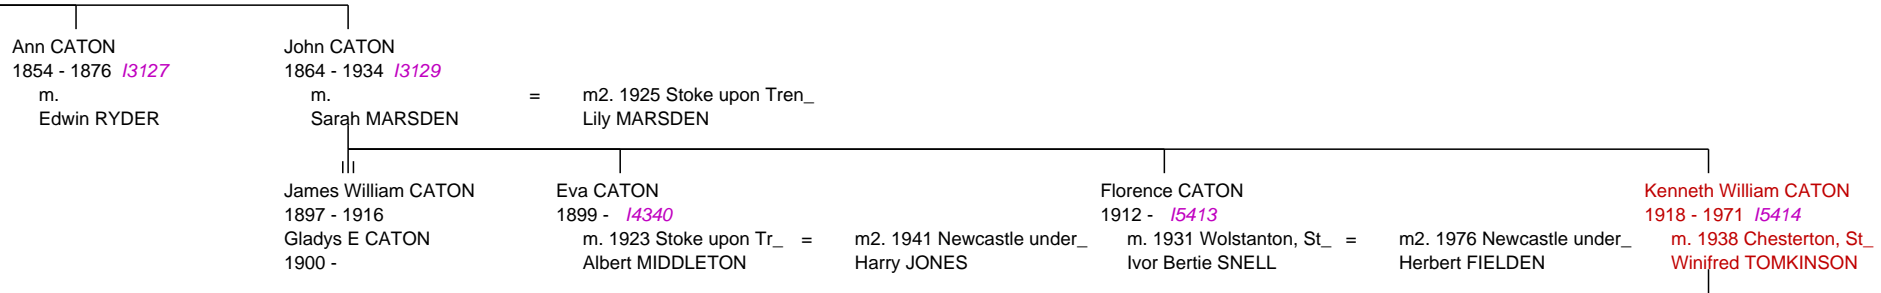 Ann CATON
1854 - 1876 I3127
m.
Edwin RYDER
John CATON
1864 - 1934 I3129
m. = m2. 1925 Stoke upon Tren_
Sarah MARSDEN Lily MARSDEN
James William CATON
1897 - 1916
Gladys E CATON
1900 -
Eva CATON
1899 - I4340
m. 1923 Stoke upon Tr_ = m2. 1941 Newcastle under_
Albert MIDDLETON Harry JONES
Florence CATON
1912 - I5413
m. 1931 Wolstanton, St_ = m2. 1976 Newcastle under_
Ivor Bertie SNELL Herbert FIELDEN
Kenneth William CATON
1918 - 1971 I5414
m. 1938 Chesterton, St_
Winifred TOMKINSON